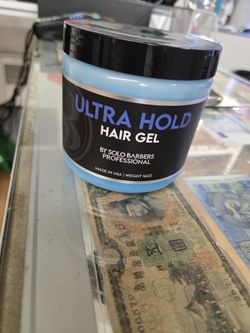 ULTRA HOLD
HAIR GEL
BY SOLO BARBERS
PROFESSIONAL
MADE IN USA | WEIGHT 16OZ